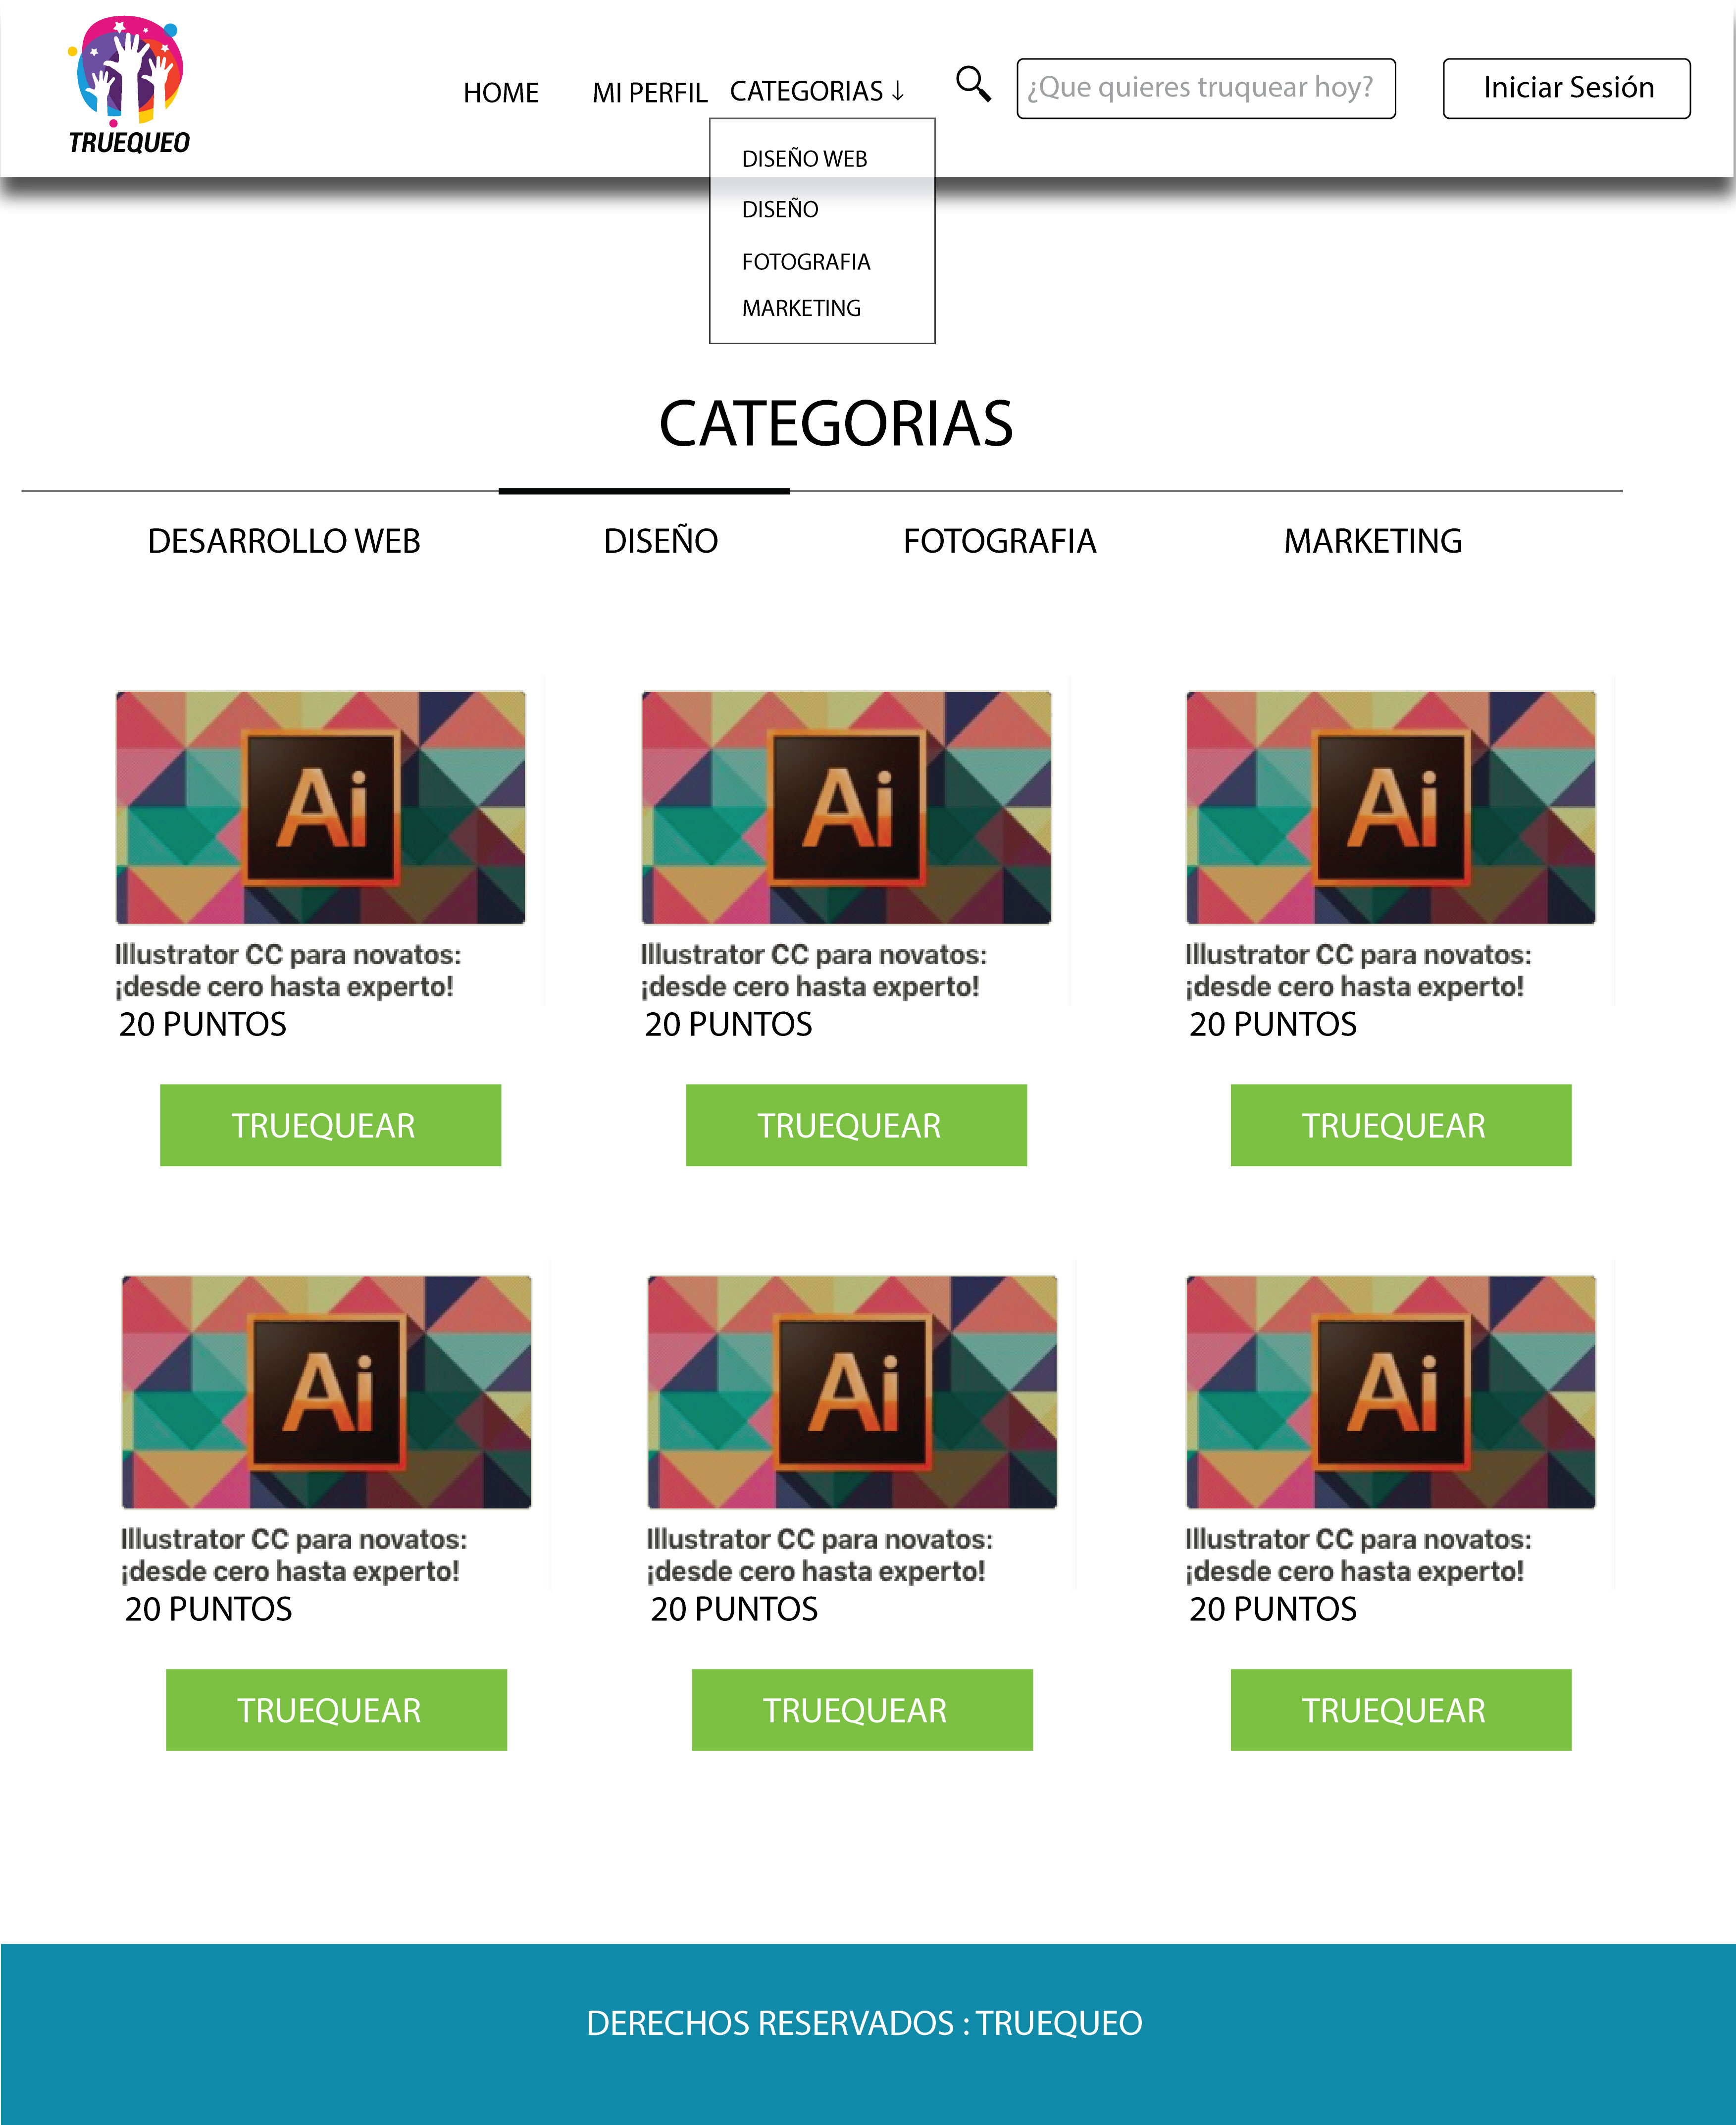 TRUEQUEO
HOME MI PERFIL CATEGORIAS ↓ ¿Que quieres truquear hoy? Iniciar Sesión
DISEÑO WEB
DISEÑO
FOTOGRAFIA
MARKETING
CATEGORIAS
DESARROLLO WEB DISEÑO FOTOGRAFIA MARKETING
Ai
Illustrator CC para novatos:
¡desde cero hasta experto!
20 PUNTOS
TRUEQUEAR
Ai
Illustrator CC para novatos:
¡desde cero hasta experto!
20 PUNTOS
TRUEQUEAR
Ai
Illustrator CC para novatos:
¡desde cero hasta experto!
20 PUNTOS
TRUEQUEAR
Ai
Illustrator CC para novatos:
¡desde cero hasta experto!
20 PUNTOS
TRUEQUEAR
Ai
Illustrator CC para novatos:
¡desde cero hasta experto!
20 PUNTOS
TRUEQUEAR
Ai
Illustrator CC para novatos:
¡desde cero hasta experto!
20 PUNTOS
TRUEQUEAR
DERECHOS RESERVADOS : TRUEQUEO